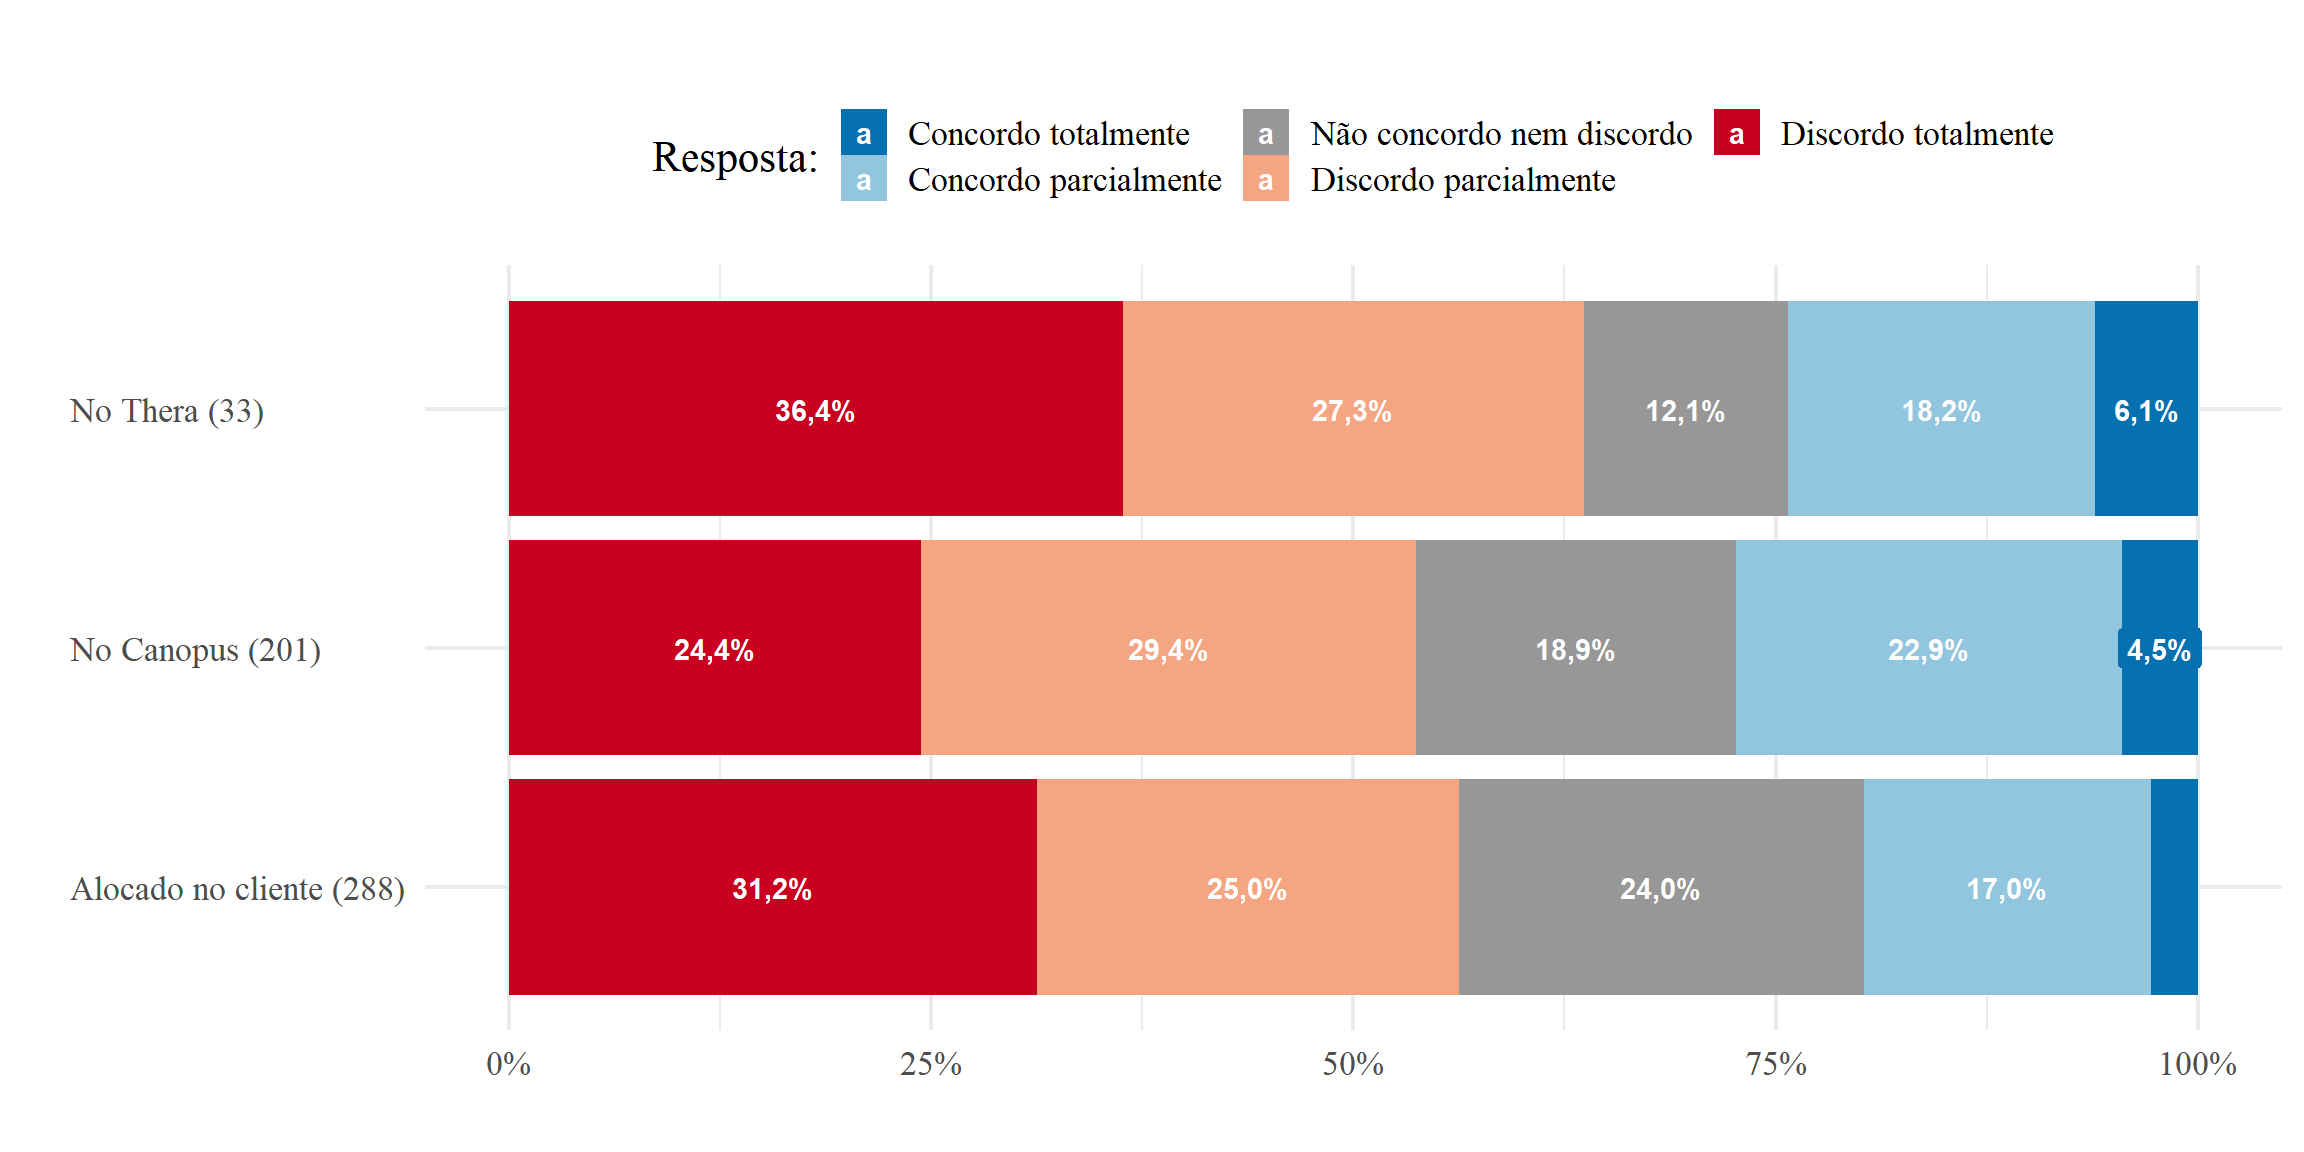 Resposta:
a Concordo totalmente
a Não concordo nem discordo
a Discordo totalmente
a Concordo parcialmente
a Discordo parcialmente
No Thera (33)
36,4% 27,3% 12,1% 18,2% 6,1%
No Canopus (201)
24,4% 29,4% 18,9% 22,9% 4,5%
Alocado no cliente (288)
31,2% 25,0% 24,0% 17,0%
0% 25% 50% 75% 100%